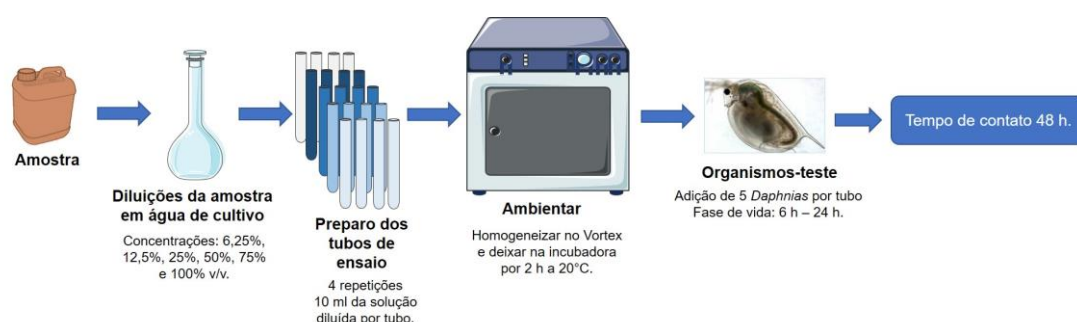 Amostra
Diluições da amostra
em água de cultivo
Concentrações: 6,25%,
12,5%, 25%, 50%, 75%
e 100% v/v.
Preparo dos
tubos de
ensaio
4 repetições
10 ml da solução
diluída por tubo.
Ambientar
Homogeneizar no Vortex
e deixar na incubadora
por 2 h a 20°C.
Organismos-teste
Adição de 5 Daphnias por tubo
Fase de vida: 6 h – 24 h.
Tempo de contato 48 h.